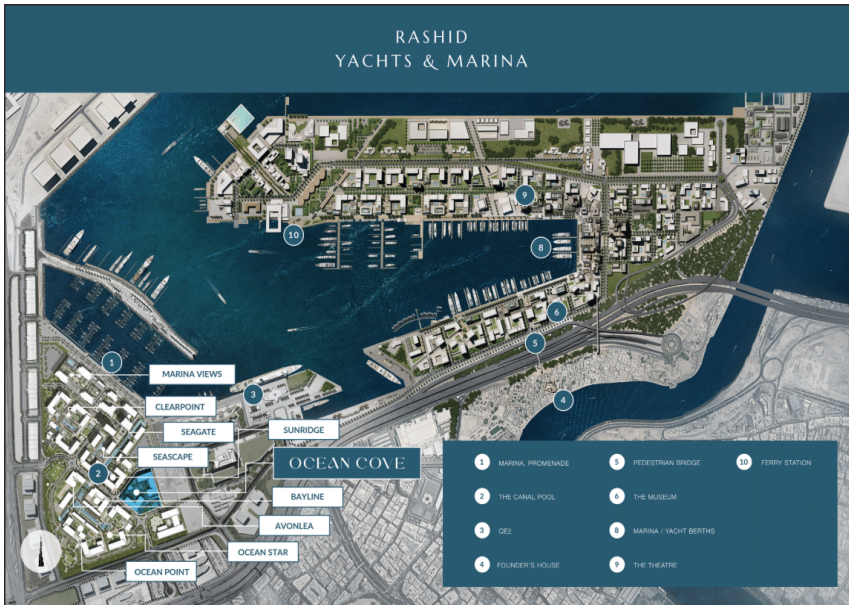 RASHID
YACHTS & MARINA
9
10
8
6
1
5
MARINA VIEWS
3
4
CLEARPOINT
SEAGATE
SUNRIDGE
SEASCAPE
OCEAN COVE
2
BAYLINE
AVONLEA
OCEAN STAR
OCEAN POINT
1 MARINA, PROMENADE
2 THE CANAL POOL
3 QE2
4 FOUNDER'S HOUSE
5 PEDESTRIAN BRIDGE
6 THE MUSEUM
8 MARINA / YACHT BERTHS
9 THE THEATRE
10 FERRY STATION